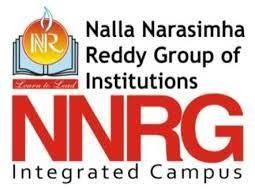 NR
Learn to Lead
Nalla Narasimha
Reddy Group of
Institutions
NNRG
Integrated Campus